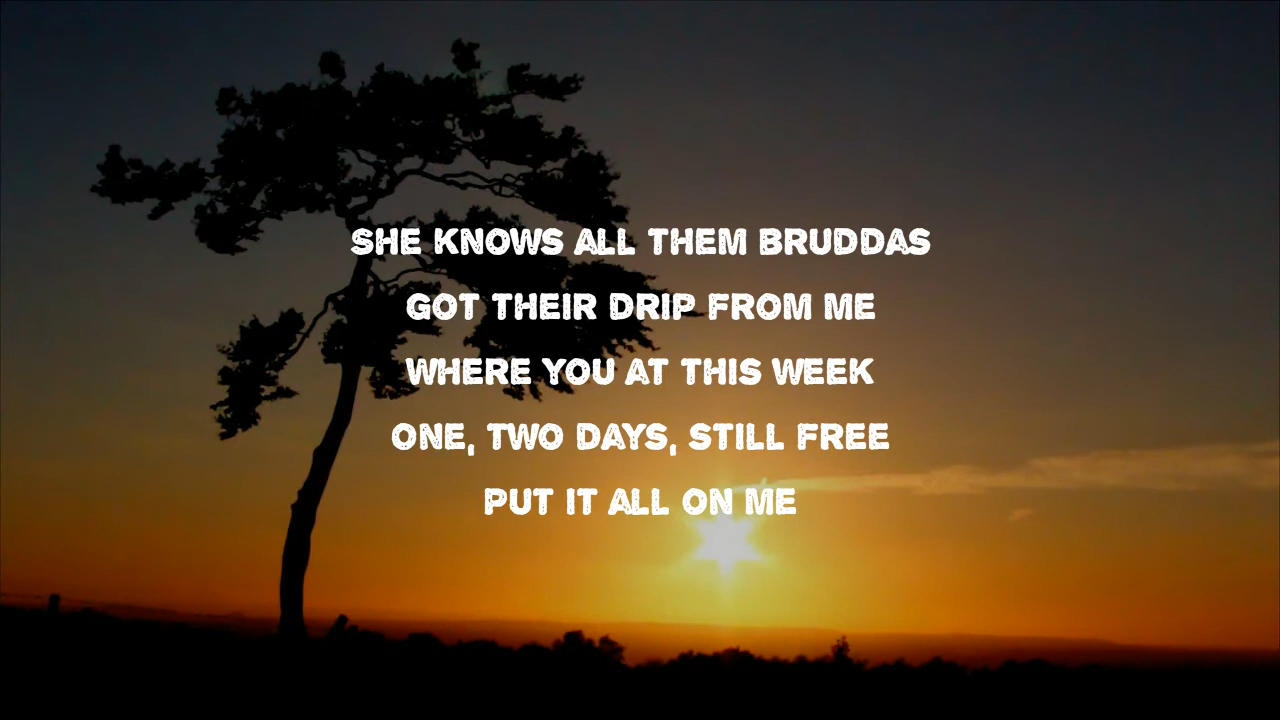 SHE KNOWS ALL THEM BRUDDAS
GOT THEIR DRIP FROM ME
WHERE YOU AT THIS WEEK
ONE, TWO DAYS, STILL FREE
PUT IT ALL ON ME